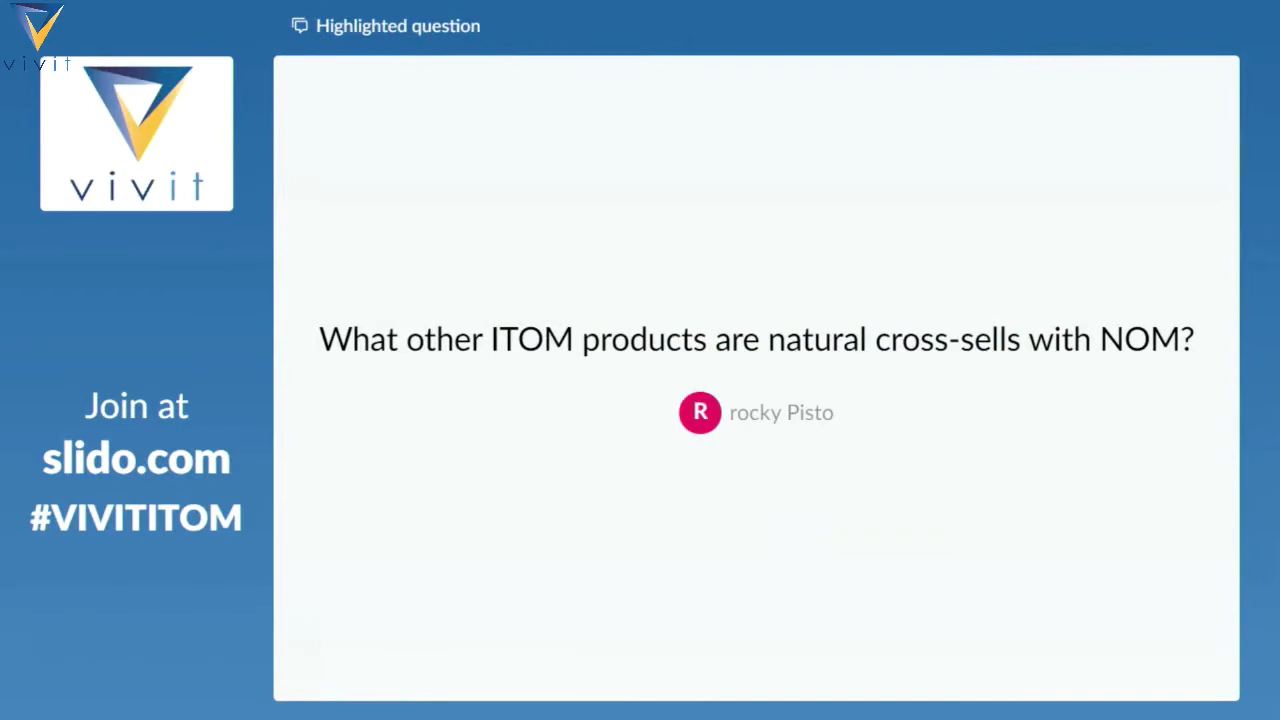 vivit
Highlighted question
vivit
What other ITOM products are natural cross-sells with NOM?
R rocky Pisto
Join at
slido.com
#VIVITITOM